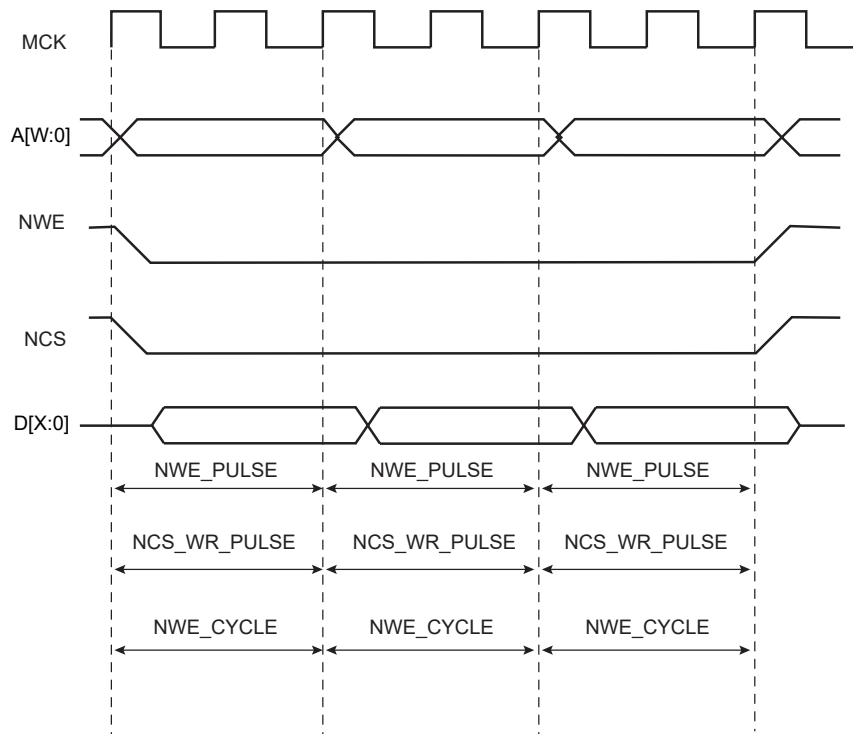 MCK
A[W:0]
NWE
NCS
D[X:0]
NWE_PULSE NWE_PULSE NWE_PULSE
NCS_WR_PULSE NCS_WR_PULSE NCS_WR_PULSE
NWE_CYCLE NWE_CYCLE NWE_CYCLE